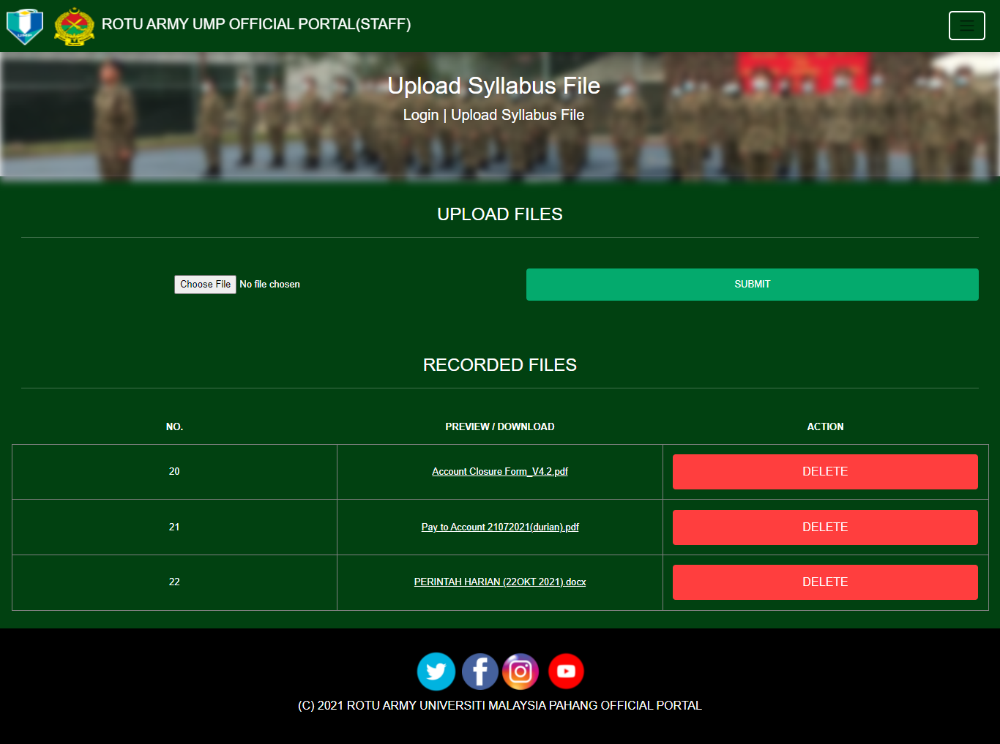 UMP
ROTU ARMY UMP OFFICIAL PORTAL(STAFF)
Upload Syllabus File
Login | Upload Syllabus File
UPLOAD FILES
Choose File No file chosen
SUBMIT
RECORDED FILES
NO. PREVIEW / DOWNLOAD ACTION
20 Account Closure Form_V4.2.pdf DELETE
21 Pay to Account 21072021(durian).pdf DELETE
22 PERINTAH HARIAN (22OKT 2021).docx DELETE
(C) 2021 ROTU ARMY UNIVERSITI MALAYSIA PAHANG OFFICIAL PORTAL